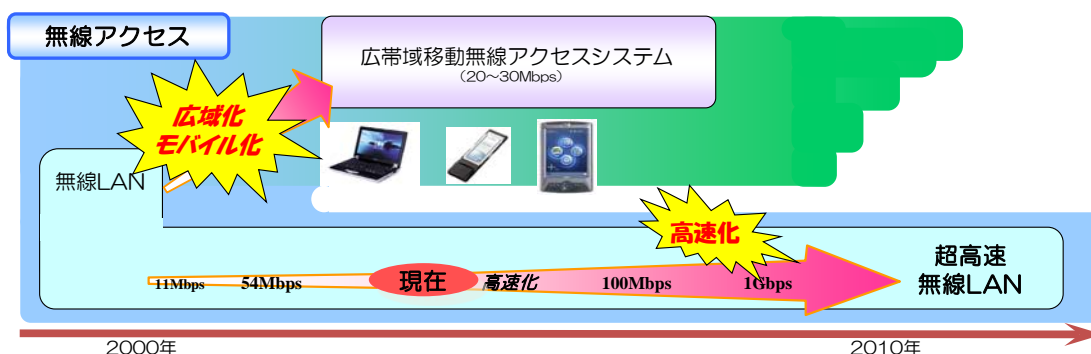 無線アクセス
広帯域移動無線アクセスシステム
（20～30Mbps）
広域化
モバイル化
無線LAN
高速化
超高速
無線LAN
11Mbps
54Mbps
現在
高速化
100Mbps
1Gbps
2000年
2010年